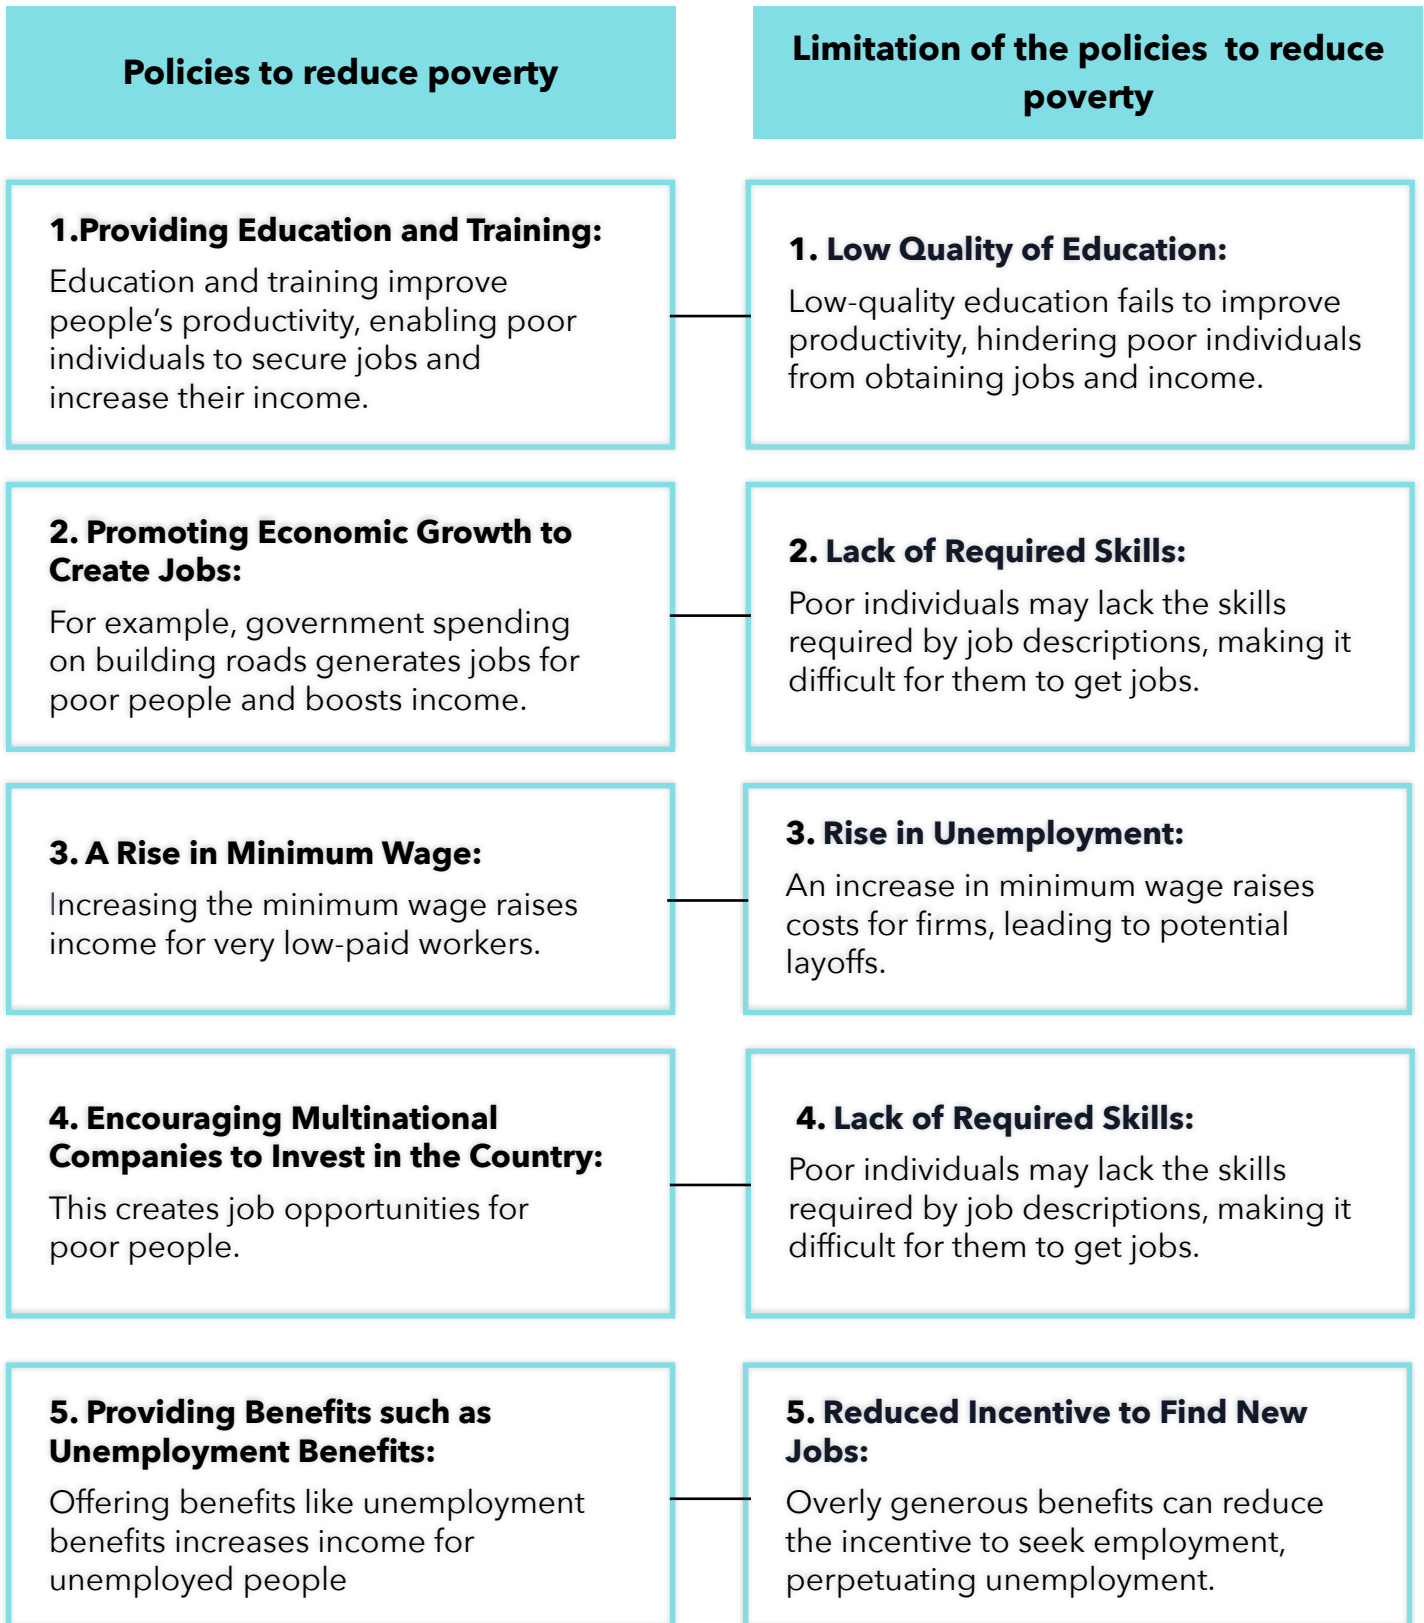 Policies to reduce poverty
Limitation of the policies  to reduce
poverty
1.Providing Education and Training:
Education and training improve
people’s productivity, enabling poor
individuals to secure jobs and
increase their income.
1. Low Quality of Education:
Low-quality education fails to improve
productivity, hindering poor individuals
from obtaining jobs and income.
2. Promoting Economic Growth to
Create Jobs:
For example, government spending
on building roads generates jobs for
poor people and boosts income.
2. Lack of Required Skills:
Poor individuals may lack the skills
required by job descriptions, making it
difficult for them to get jobs.
3. A Rise in Minimum Wage:
Increasing the minimum wage raises
income for very low-paid workers.
3. Rise in Unemployment:
An increase in minimum wage raises
costs for firms, leading to potential
layoffs.
4. Encouraging Multinational
Companies to Invest in the Country:
This creates job opportunities for
poor people.
4. Lack of Required Skills:
Poor individuals may lack the skills
required by job descriptions, making it
difficult for them to get jobs.
5. Providing Benefits such as
Unemployment Benefits:
Offering benefits like unemployment
benefits increases income for
unemployed people
5. Reduced Incentive to Find New
Jobs:
Overly generous benefits can reduce
the incentive to seek employment,
perpetuating unemployment.